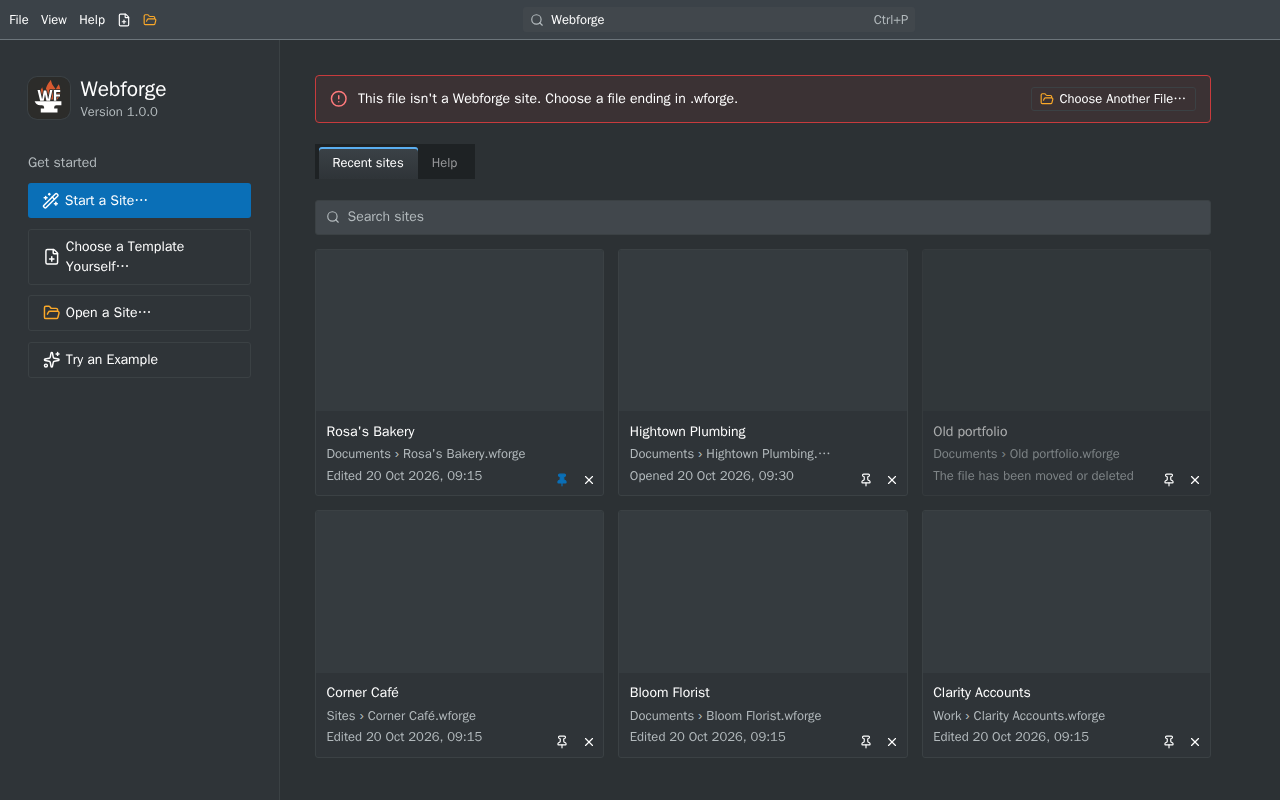 File View Help
Webforge
Ctrl+P
WF
Webforge
Version 1.0.0
Get started
Start a Site···
Choose a Template
Yourself···
Open a Site···
Try an Example
This file isn't a Webforge site. Choose a file ending in .wforge.
Choose Another File···
Recent sites
Help
Search sites
Rosa's Bakery
Documents › Rosa's Bakery.wforge
Edited 20 Oct 2026, 09:15
Hightown Plumbing
Documents › Hightown Plumbing.···
Opened 20 Oct 2026, 09:30
Old portfolio
Documents › Old portfolio.wforge
The file has been moved or deleted
Corner Café
Sites › Corner Café.wforge
Edited 20 Oct 2026, 09:15
Bloom Florist
Documents › Bloom Florist.wforge
Edited 20 Oct 2026, 09:15
Clarity Accounts
Work › Clarity Accounts.wforge
Edited 20 Oct 2026, 09:15